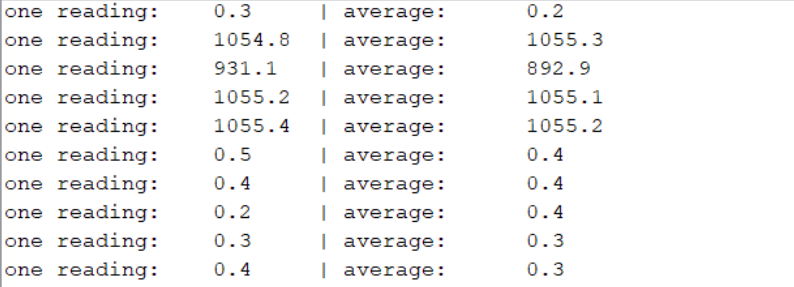 one reading: 0.3 | average: 0.2
one reading: 1054.8 | average: 1055.3
one reading: 931.1 | average: 892.9
one reading: 1055.2 | average: 1055.1
one reading: 1055.4 | average: 1055.2
one reading: 0.5 | average: 0.4
one reading: 0.4 | average: 0.4
one reading: 0.2 | average: 0.4
one reading: 0.3 | average: 0.3
one reading: 0.4 | average: 0.3